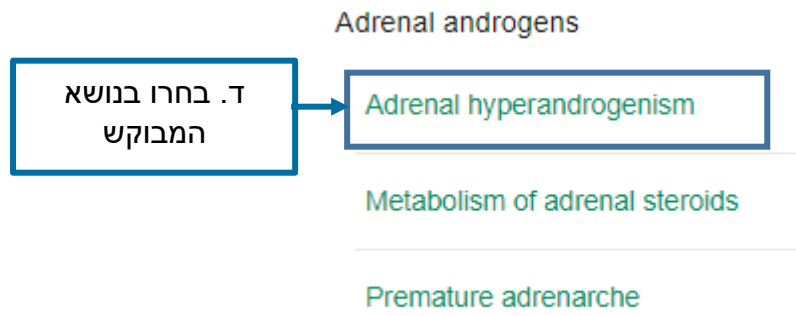 Adrenal androgens
ד. בחרו בנושא
המבוקש
Adrenal hyperandrogenism
Metabolism of adrenal steroids
Premature adrenarche